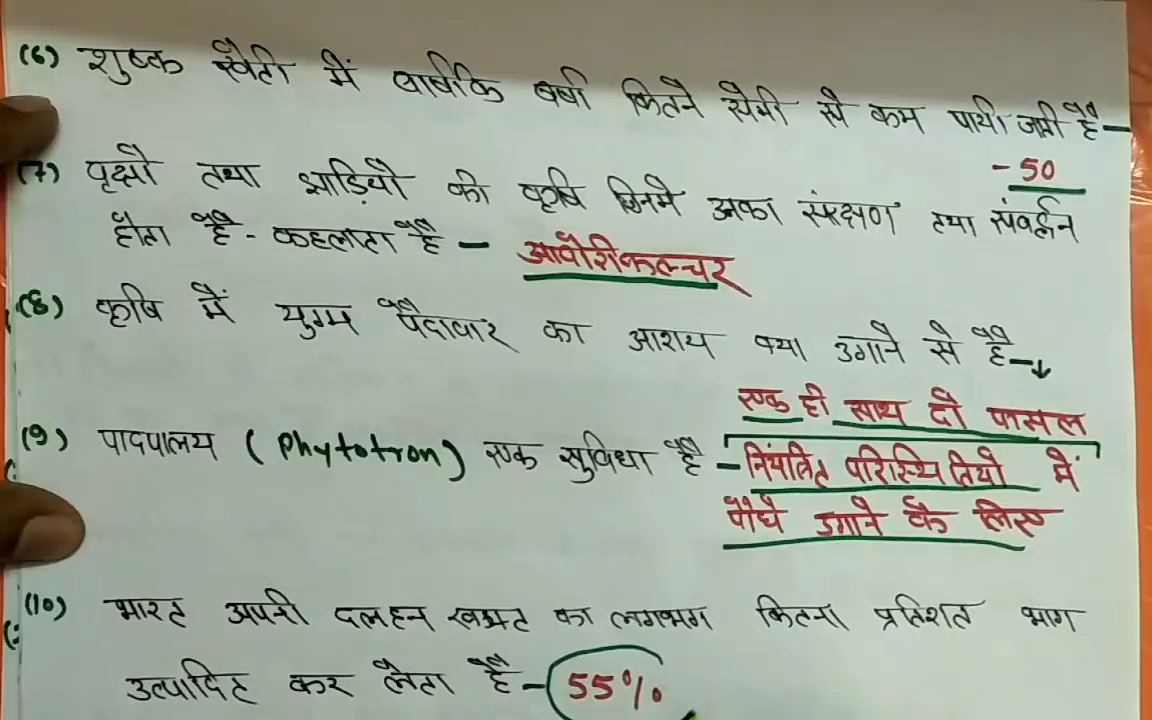 (6) शुष्क खेती में वार्षिक वर्षा कितने सेमी से कम पायी जाती है -
- 50
(7) वृक्षो तथा झाड़ियो की कृषि जिनमे उनका संरक्षण तथा संवर्द्धन
होता है - कहलाता है - आर्वोरीकल्चर
(8) कृषि में युग्म पैदावार का आशय क्या उगाने से है - ↓
एक ही साथ दो फासल
(9) पादपालय ( Phytotron) एक सुविधा है - नियंत्रित परिस्थितियो में
पौधे उगाने के लिए
(10) भारत अपनी दलहन खपत का लगभग कितना प्रतिशत भाग
उत्पादित कर लेता है - 55%